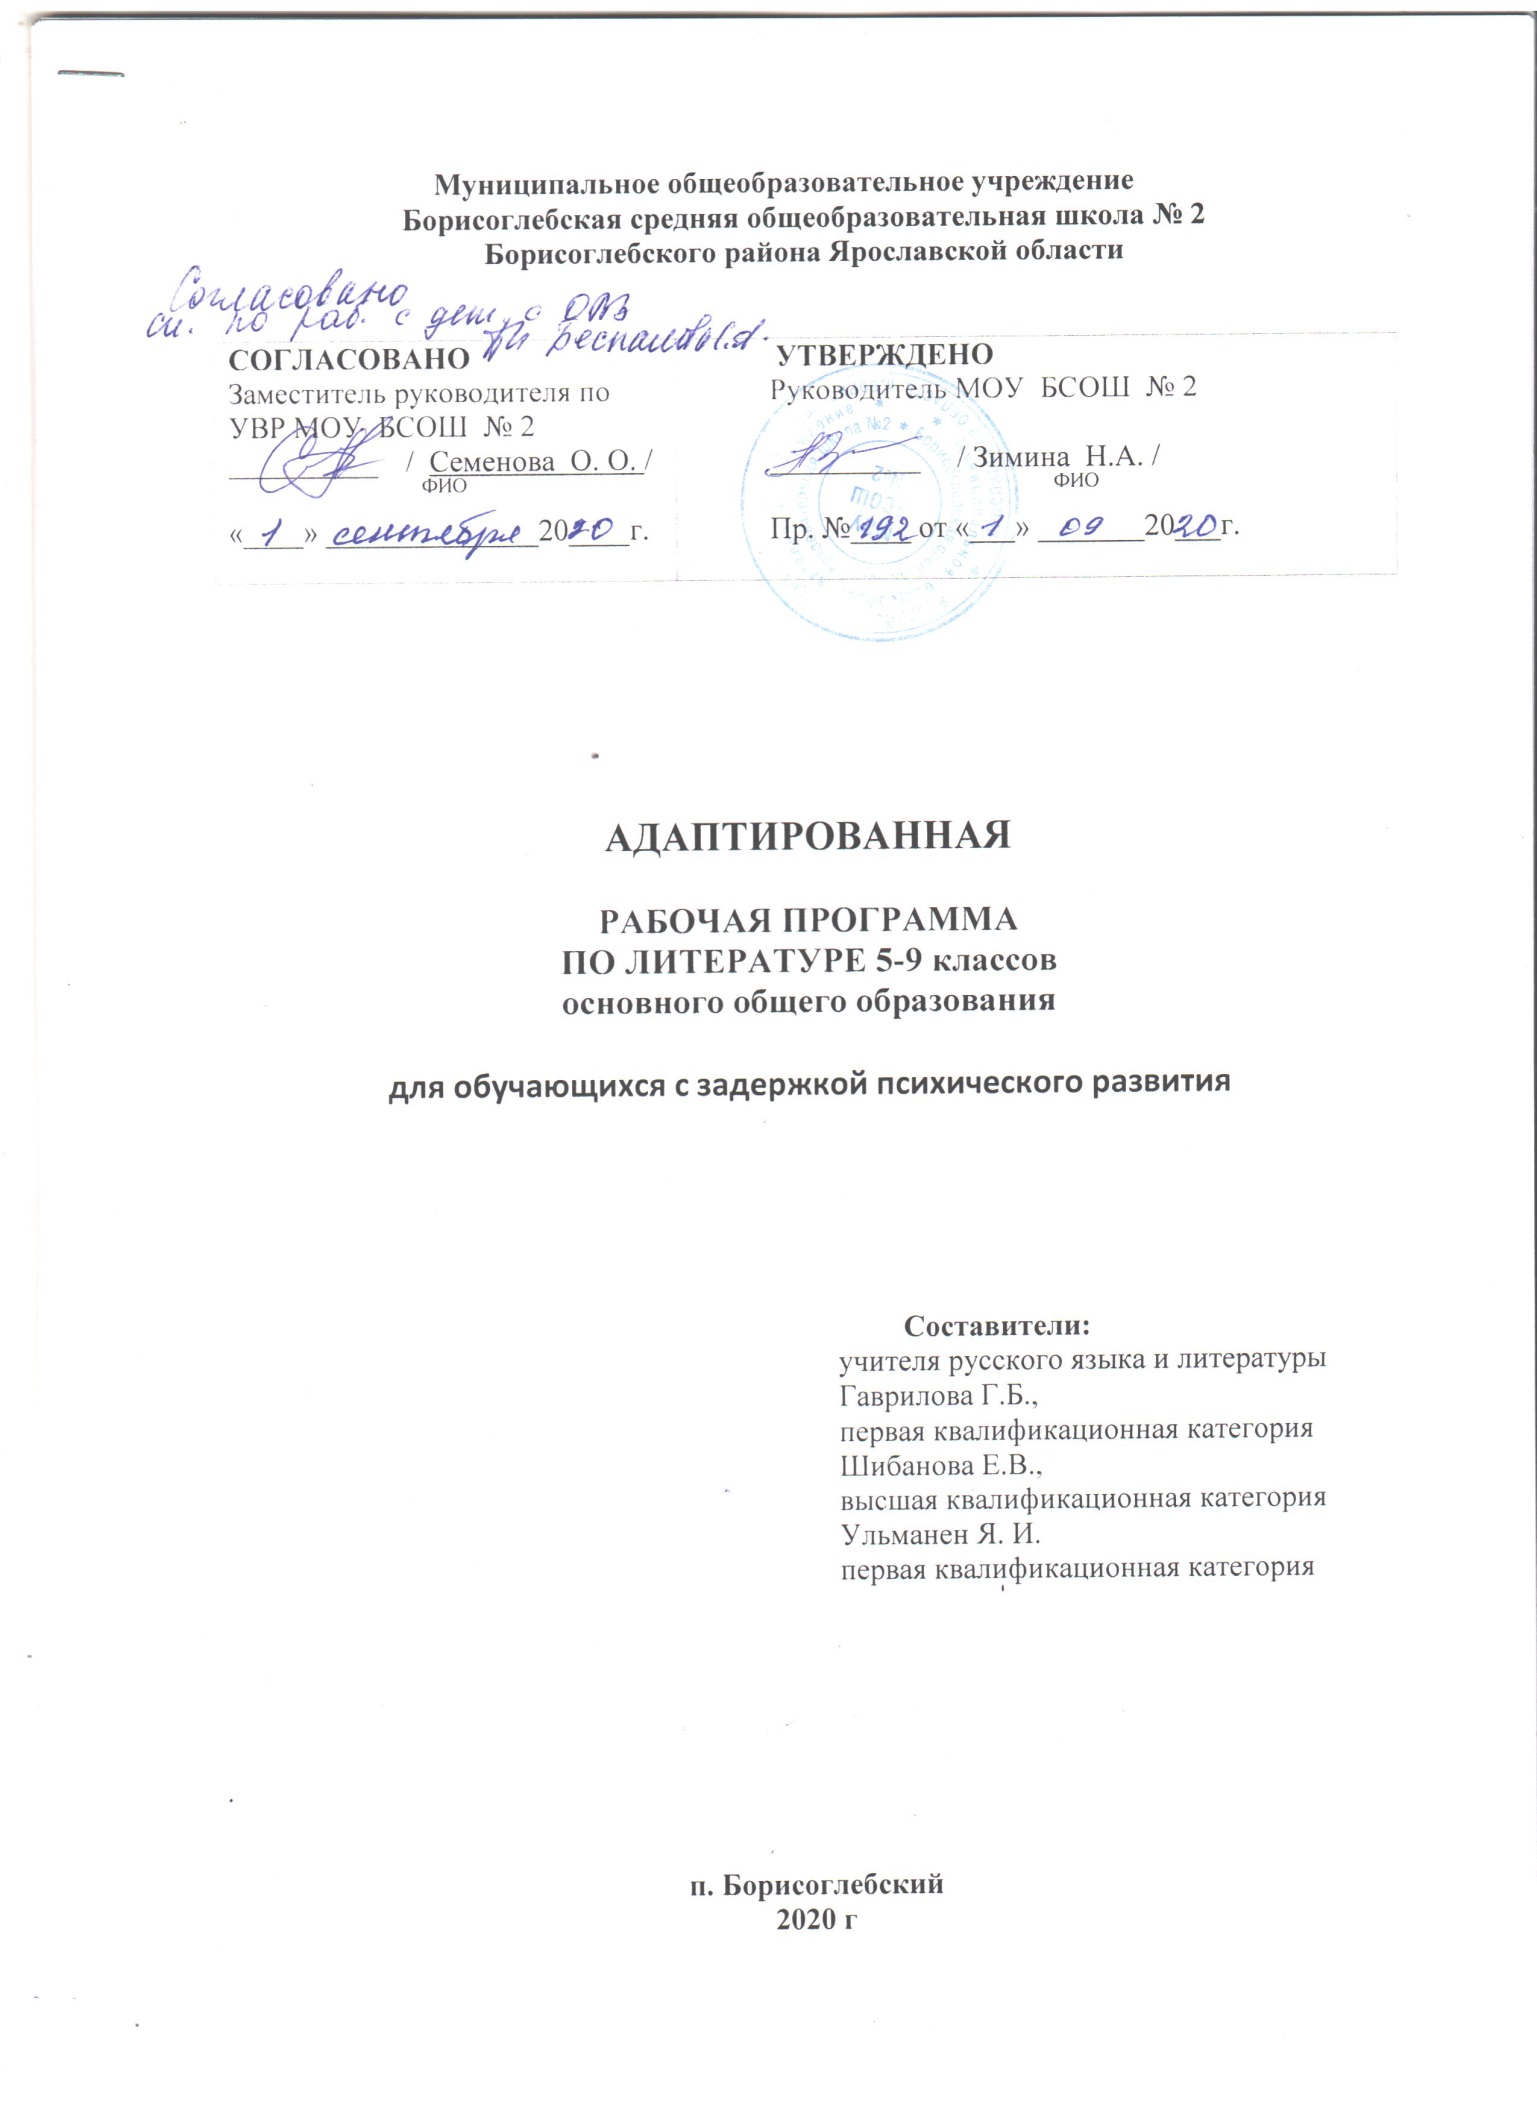 Муниципальное общеобразовательное учреждение
Борисоглебская средняя общеобразовательная школа № 2
Борисоглебского района Ярославской области
Согласовано
по раб. с дет. с ОВЗ
СОГЛАСОВАНО
Заместитель руководителя по
УВР МОУ БСОШ № 2
/ Семенова О. О. /
ФИО
« 1 » сентября 2020 г.
УТВЕРЖДЕНО
Руководитель МОУ БСОШ № 2
/ Зимина Н.А. /
ФИО
Пр. № 192 от « 1 » 09 2020 г.
АДАПТИРОВАННАЯ
РАБОЧАЯ ПРОГРАММА
ПО ЛИТЕРАТУРЕ 5-9 классов
основного общего образования
для обучающихся с задержкой психического развития
Составители:
учителя русского языка и литературы
Гаврилова Г.Б.,
первая квалификационная категория
Шибанова Е.В.,
высшая квалификационная категория
Ульманен Я. И.
первая квалификационная категория
п. Борисоглебский
2020 г